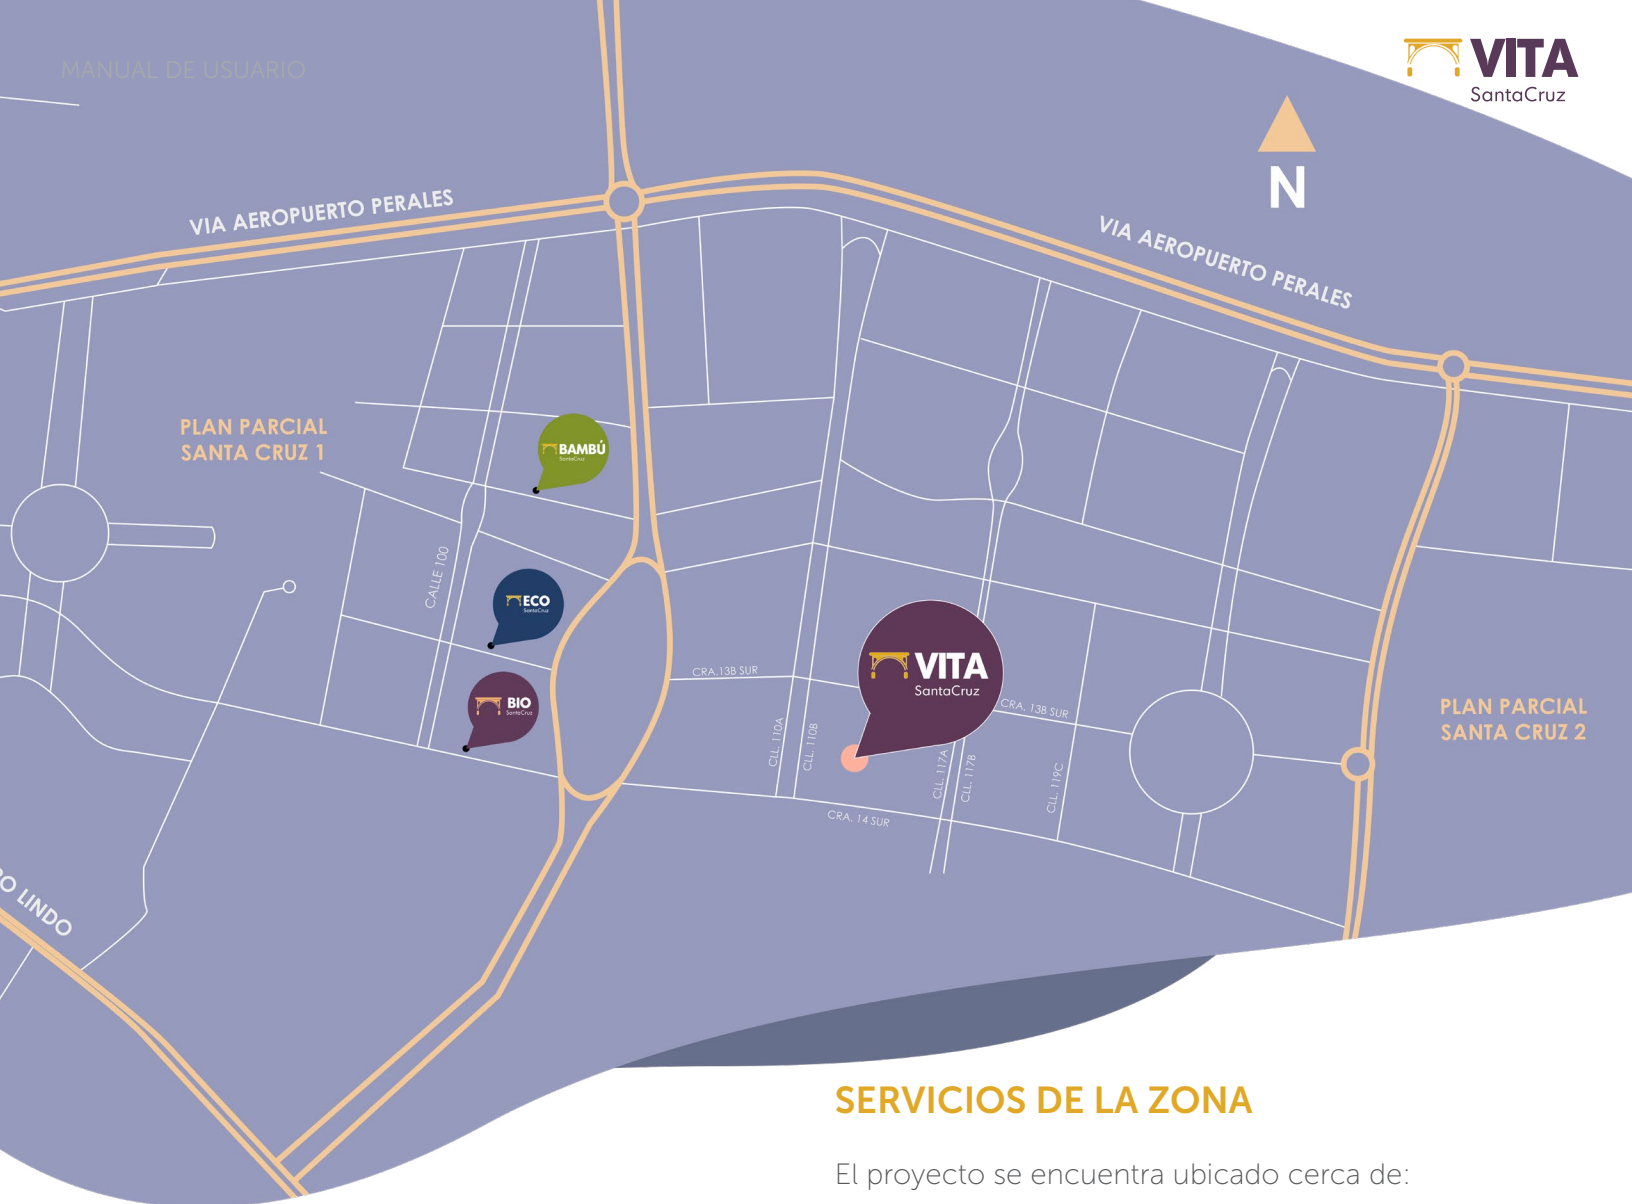 MANUAL DE USUARIO
VITA
SantaCruz
N
VIA AEROPUERTO PERALES
VIA AEROPUERTO PERALES
PLAN PARCIAL
SANTA CRUZ 1
BAMBÚ
SantaCruz
CALLE 100
ECO
SantaCruz
BIO
SantaCruz
CRA.13B SUR
VITA
SantaCruz
CRA. 13B SUR
PLAN PARCIAL
SANTA CRUZ 2
CLL. 110A
CLL. 110B
CLL. 117A
CLL. 117B
CLL. 119C
CRA. 14 SUR
LINDO
SERVICIOS DE LA ZONA
El proyecto se encuentra ubicado cerca de: